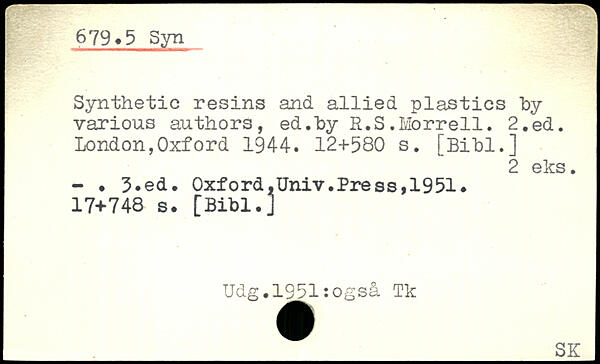 679.5 Syn
Synthetic resins and allied plastics by
various authors, ed.by R.S.Morrell. 2.ed.
London,Oxford 1944. 12+580 s. [Bibl.]
2 eks.
- . 3.ed. Oxford,Univ.Press,1951.
17+748 s. [Bibl.]
Udg.1951:også Tk
SK